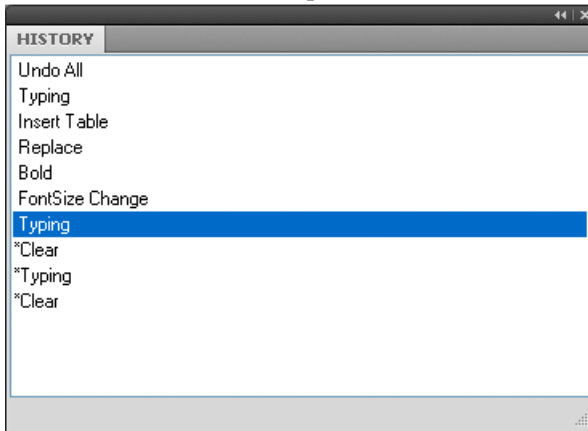 HISTORY
Undo All
Typing
Insert Table
Replace
Bold
FontSize Change
Typing
*Clear
*Typing
*Clear